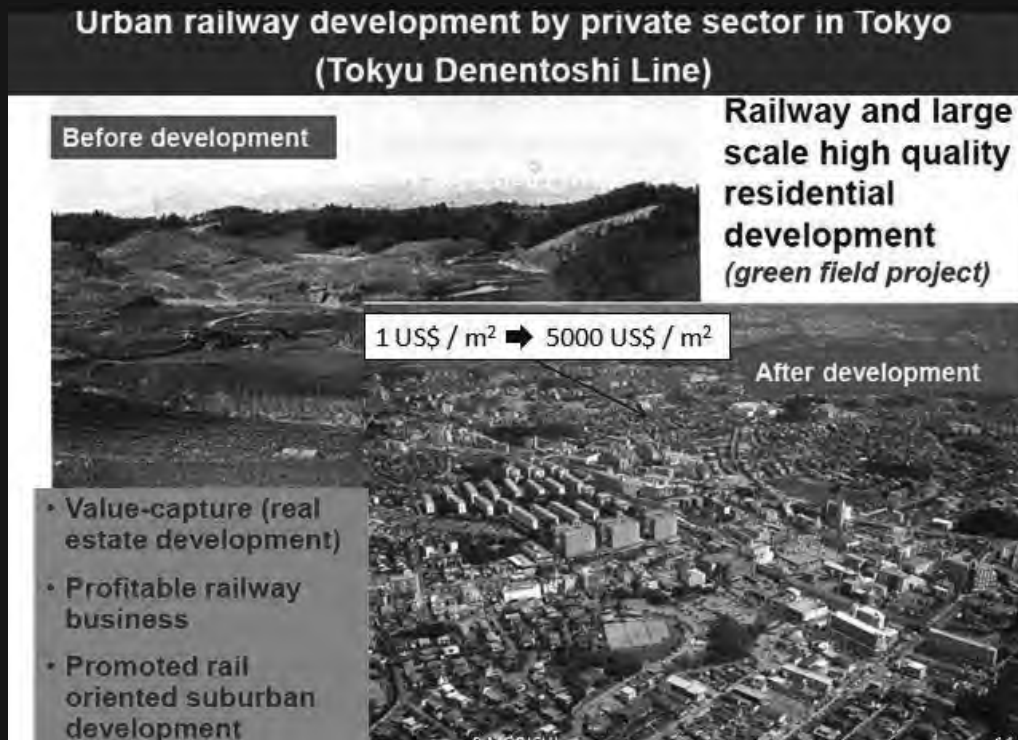 Urban railway development by private sector in Tokyo
(Tokyu Denentoshi Line)
Before development
Railway and large
scale high quality
residential
development
(green field project)
1 US$ / m² ➡ 5000 US$ / m²
After development
• Value-capture (real
estate development)
• Profitable railway
business
• Promoted rail
oriented suburban
development